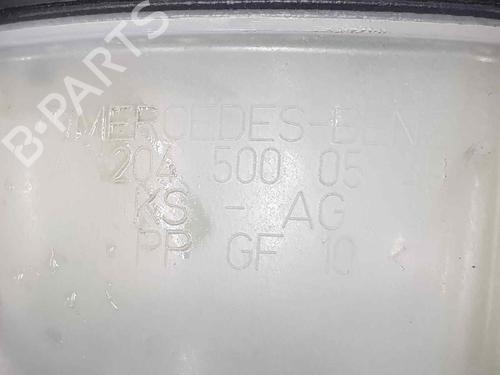 B-PARTS
MERCEDES-BEN
204 500 05
KS - AG
PP GF 10